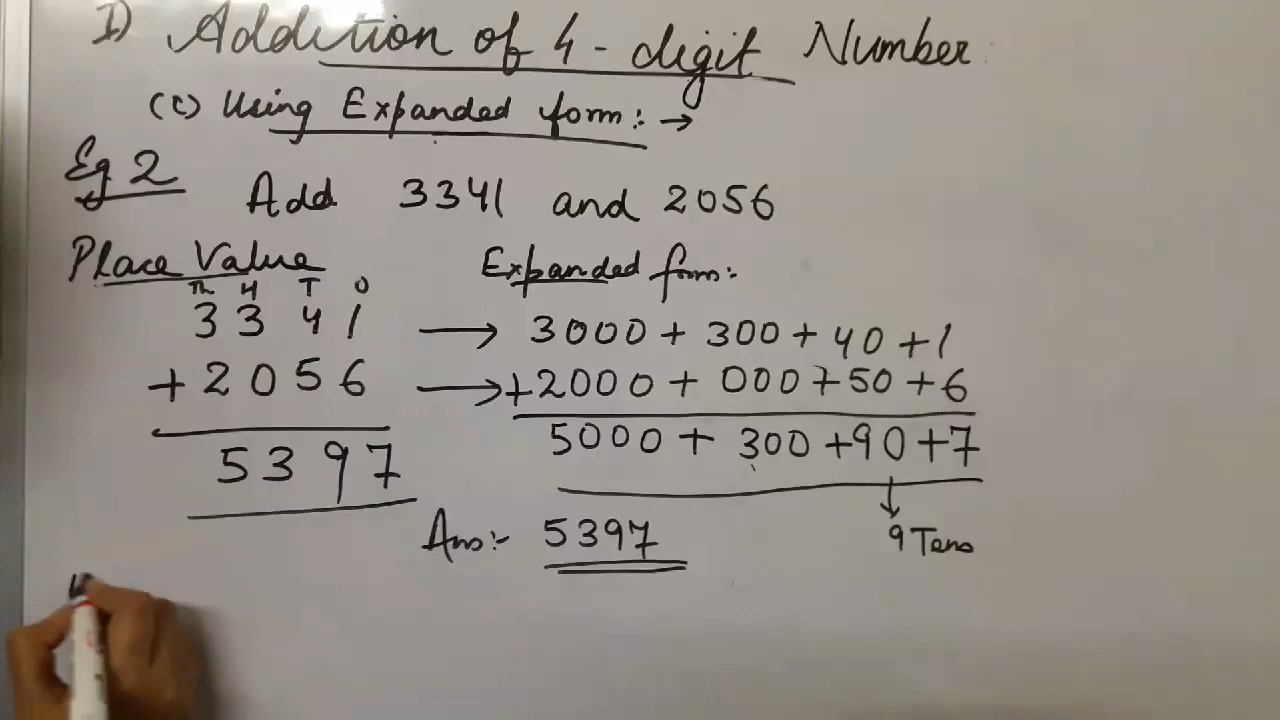 I) Addition of 4-digit Number
(c) Using Expanded form:→
Eg 2 Add 3341 and 2056
Place Value Expanded form:-
Th H T O
3 3 4 1 → 3000 + 300 + 40 + 1
+ 2 0 5 6 → +2000 + 000 + 50 + 6
5 3 9 7 5000 + 300 + 90 + 7
Ans:- 5397 ↓ 9 Tens